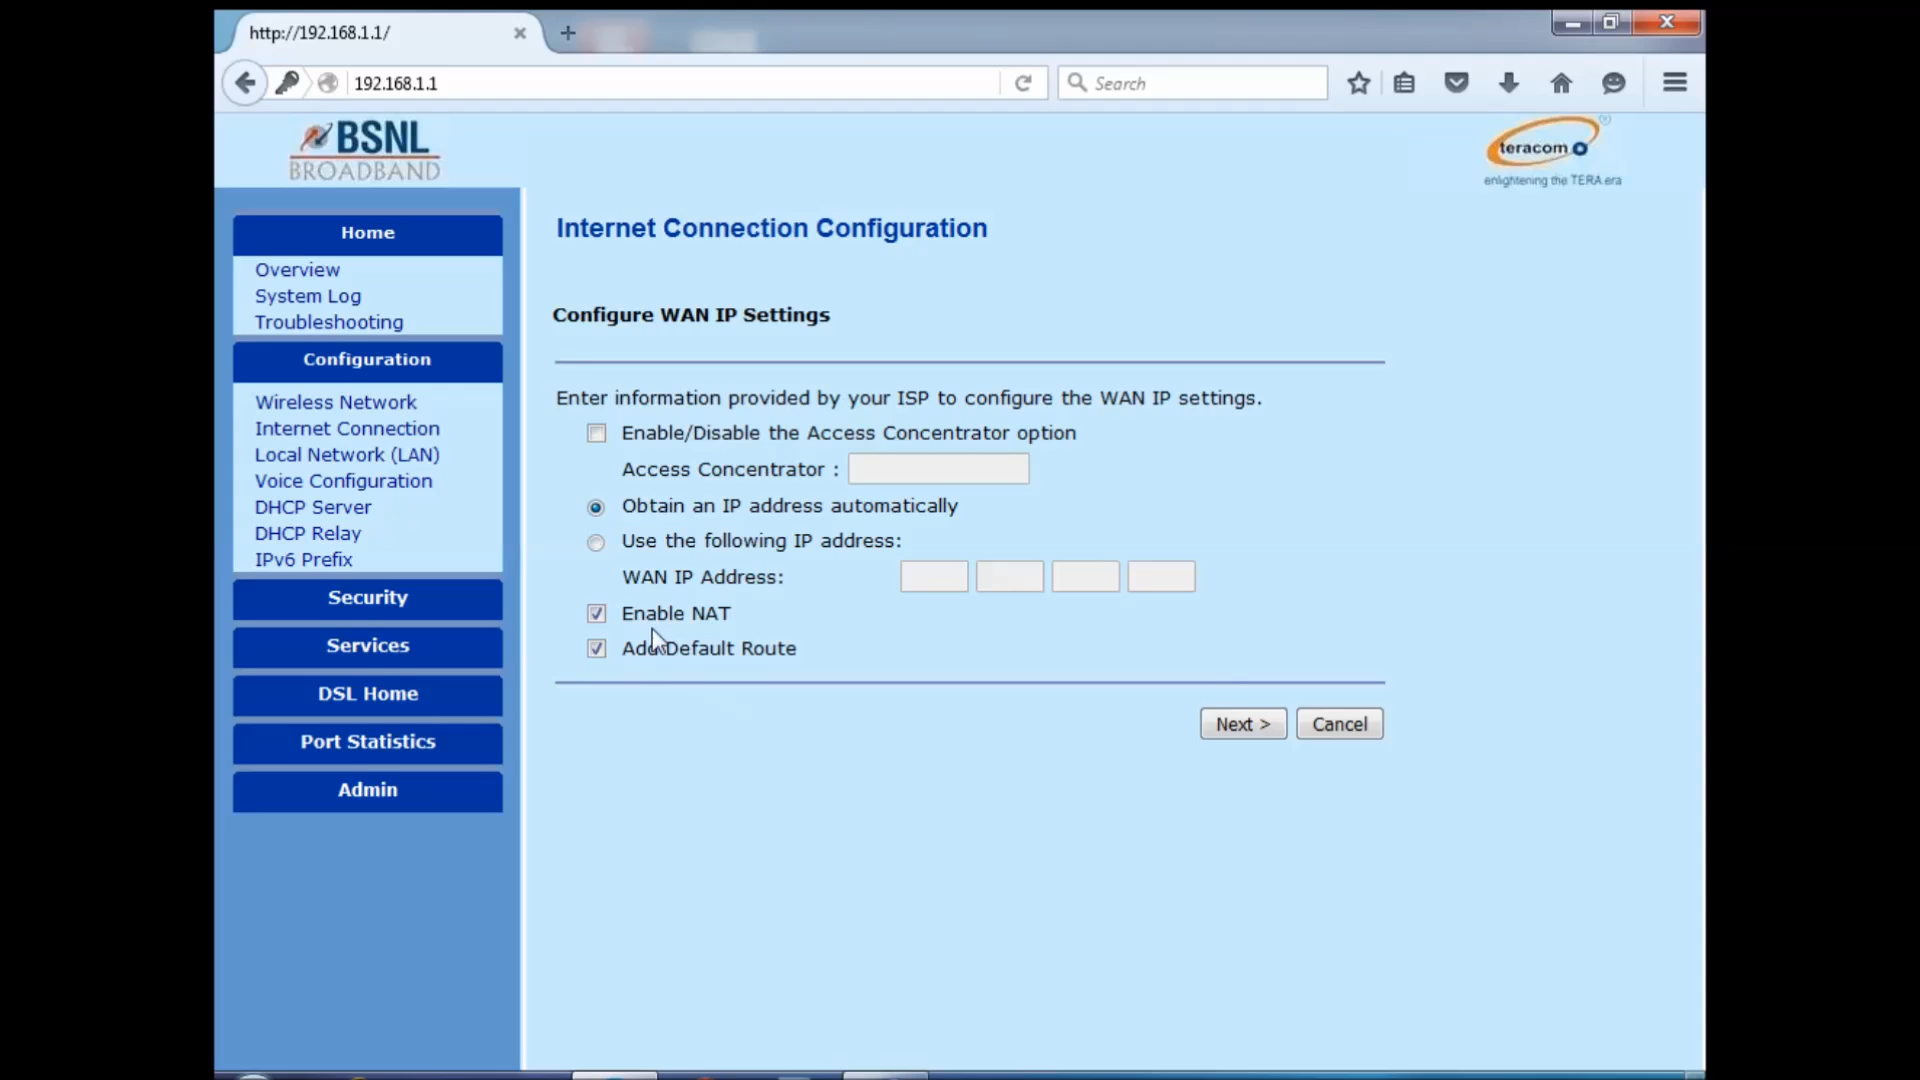 http://192.168.1.1/
192.168.1.1
Search
BSNL
BROADBAND
teracom
enlightening the TERA era
Home
Overview
System Log
Troubleshooting
Configuration
Wireless Network
Internet Connection
Local Network (LAN)
Voice Configuration
DHCP Server
DHCP Relay
IPv6 Prefix
Security
Services
DSL Home
Port Statistics
Admin
Internet Connection Configuration
Configure WAN IP Settings
Enter information provided by your ISP to configure the WAN IP settings.
Enable/Disable the Access Concentrator option
Access Concentrator :
Obtain an IP address automatically
Use the following IP address:
WAN IP Address:
Enable NAT
Add Default Route
Next >
Cancel